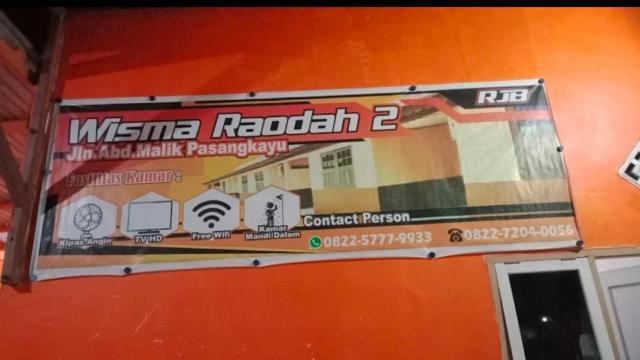 RJB
Wisma Raodah 2
Jln.Abd.Malik Pasangkayu
Fasilitas Kamar :
Kipas Angin
TV HD
Free Wifi
Kamar
Mandi Dalam
Contact Person
0822-5777-9933
0822-7204-0056